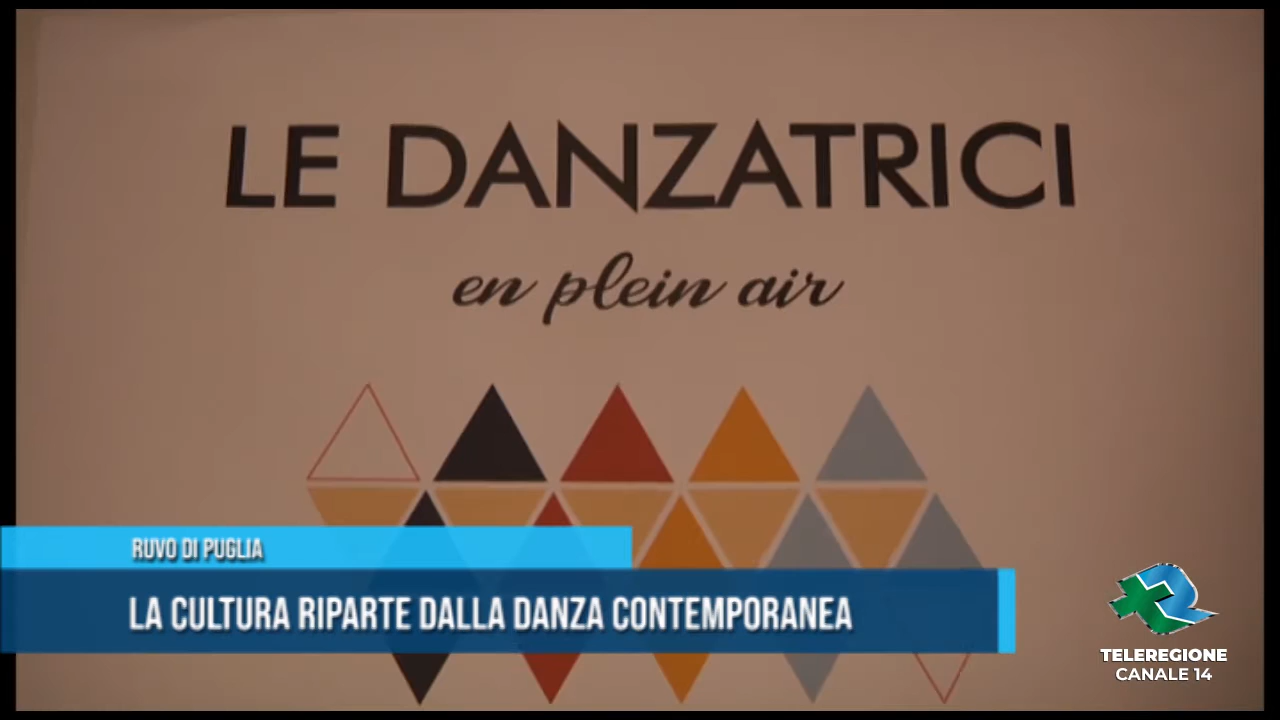 LE DANZATRICI
en plein air
RUVO DI PUGLIA
LA CULTURA RIPARTE DALLA DANZA CONTEMPORANEA
TELEREGIONE
CANALE 14